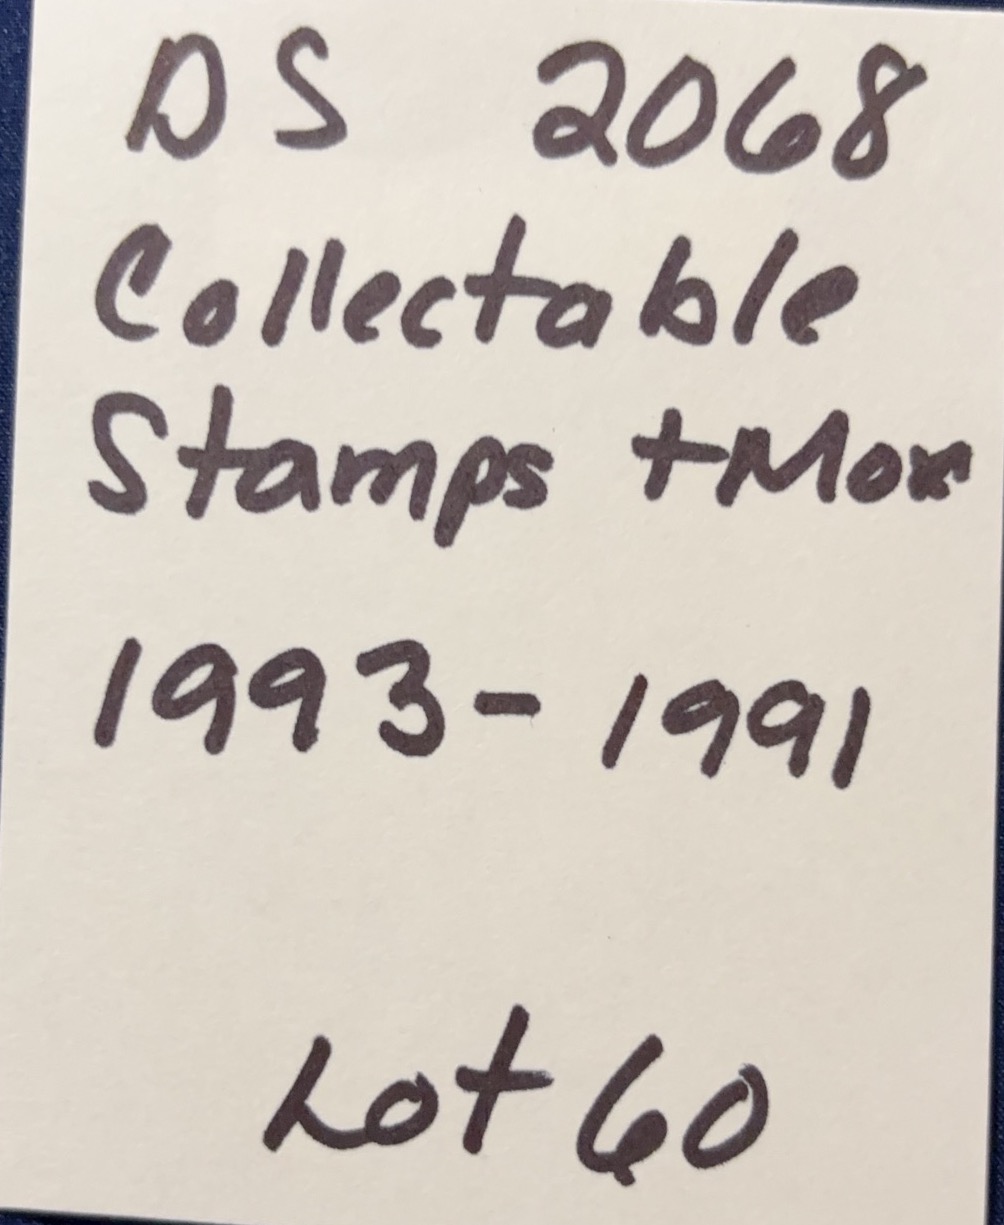 DS 2068
Collectable
Stamps + More
1993 - 1991
Lot 60